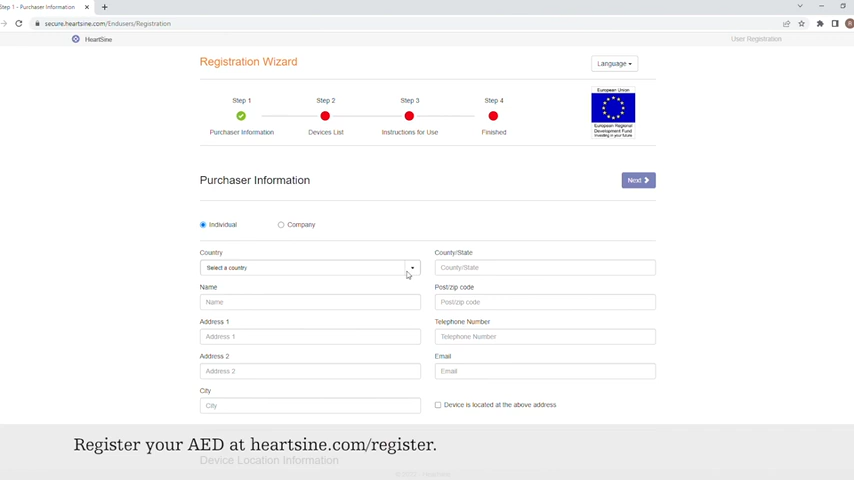 Step 1 - Purchaser Information
secure.heartsine.com/Endusers/Registration
HeartSine
User Registration
Registration Wizard
Language
Step 1
Step 2
Step 3
Step 4
Purchaser Information
Devices List
Instructions for Use
Finished
European Union
European Regional
Development Fund
Investing in your future
Purchaser Information
Next
Individual
Company
Country
County/State
Select a country
County/State
Name
Post/zip code
Name
Post/zip code
Address 1
Telephone Number
Address 1
Telephone Number
Address 2
Email
Address 2
Email
City
City
Device is located at the above address
Register your AED at heartsine.com/register.
Device Location Information